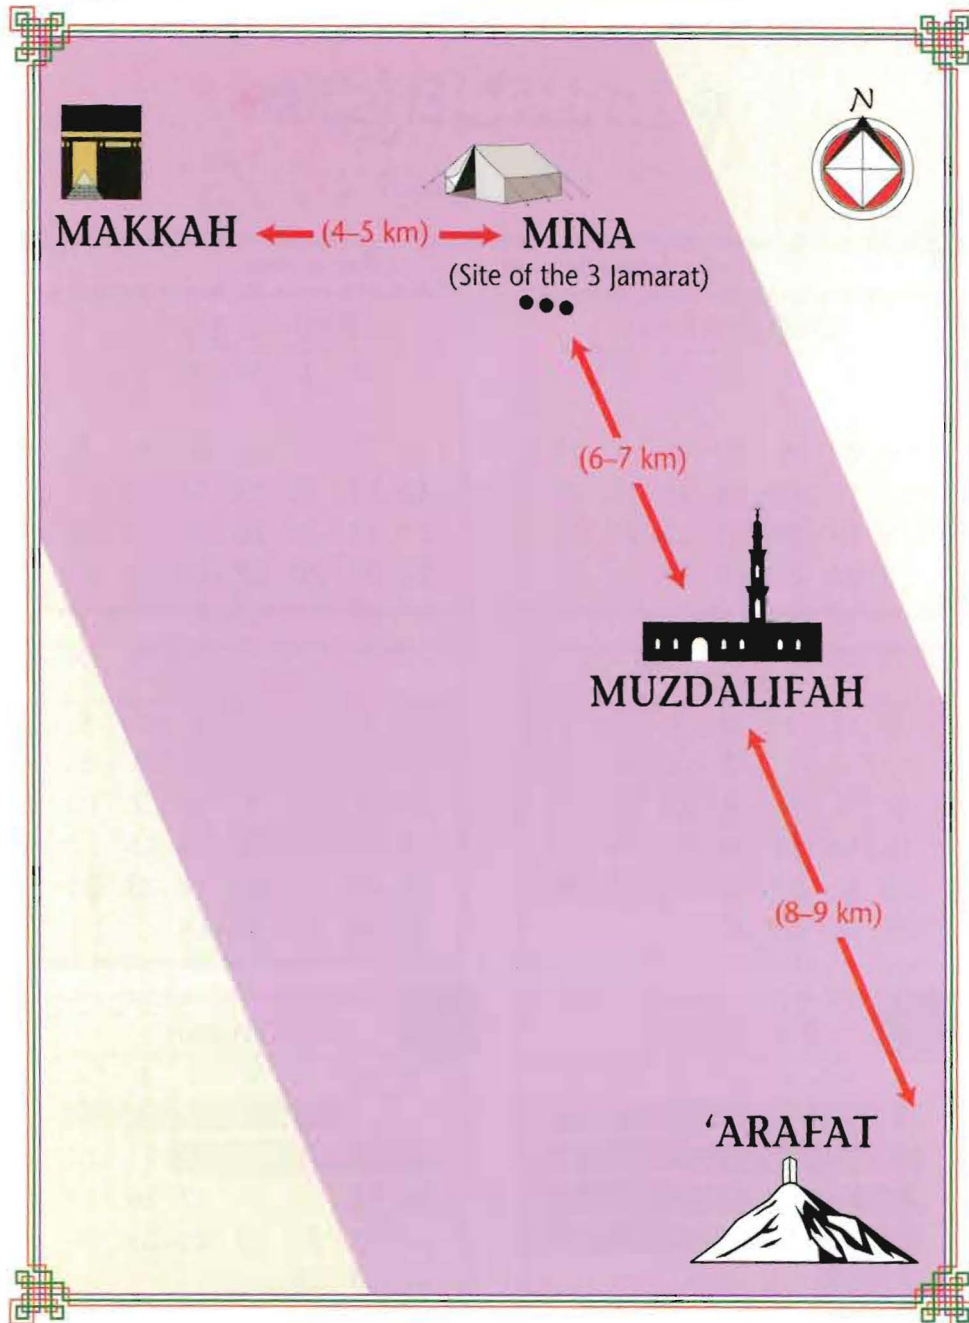 N
MAKKAH (4–5 km) MINA
(Site of the 3 Jamarat)
(6–7 km)
MUZDALIFAH
(8–9 km)
‘ARAFAT